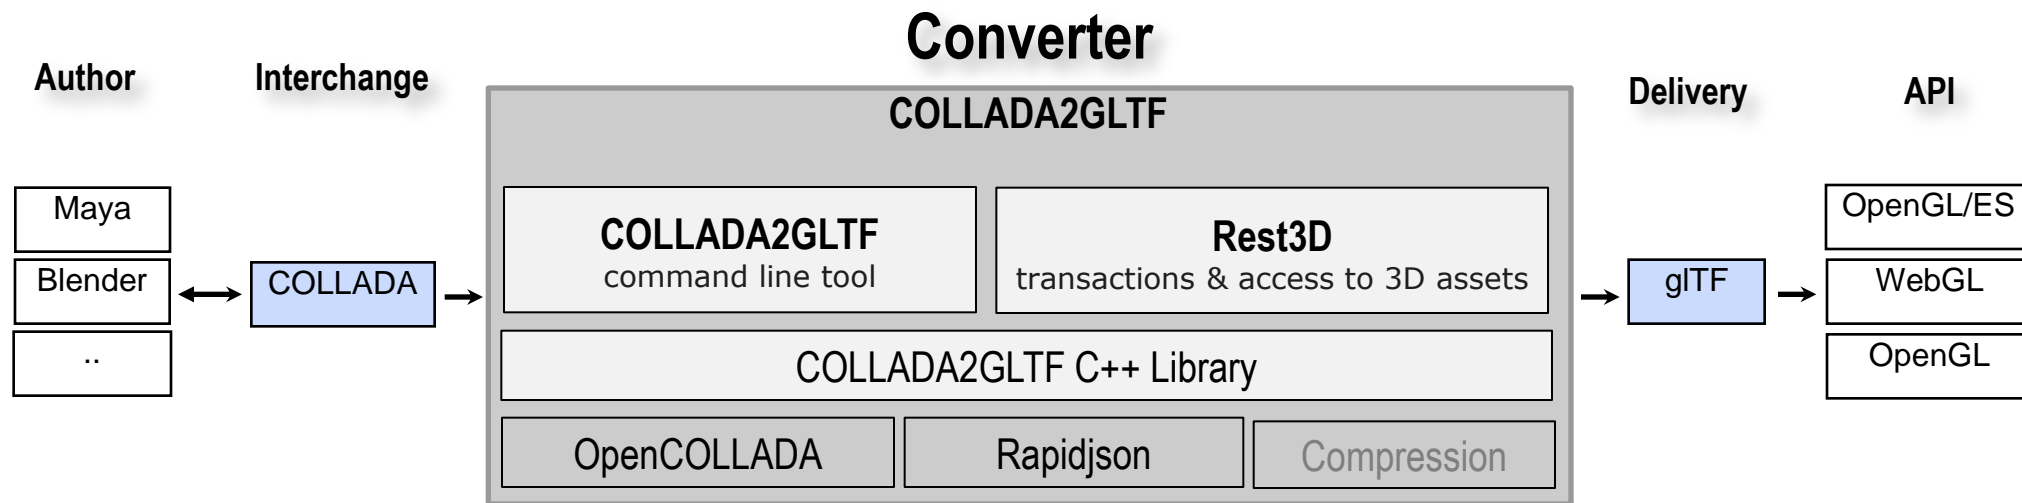 Converter
Author
Interchange
COLLADA2GLTF
Delivery
API
Maya
Blender
..
COLLADA
COLLADA2GLTF
command line tool
Rest3D
transactions & access to 3D assets
COLLADA2GLTF C++ Library
OpenCOLLADA
Rapidjson
Compression
glTF
OpenGL/ES
WebGL
OpenGL